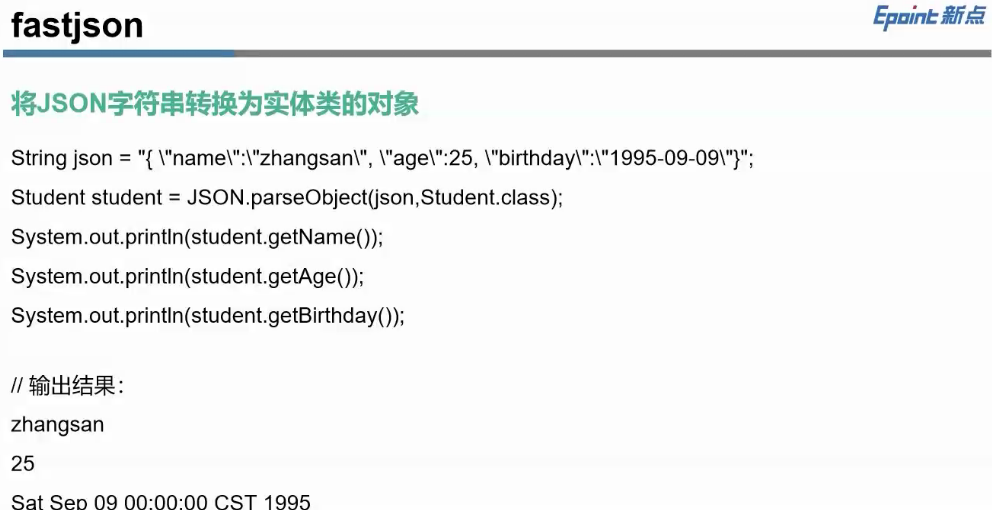 fastjson
Epoint 新点
将JSON字符串转换为实体类的对象
String json = "{ \"name\":\"zhangsan\", \"age\":25, \"birthday\":\"1995-09-09\"}";
Student student = JSON.parseObject(json,Student.class);
System.out.println(student.getName());
System.out.println(student.getAge());
System.out.println(student.getBirthday());
// 输出结果：
zhangsan
25
Sat Sep 09 00:00:00 CST 1995